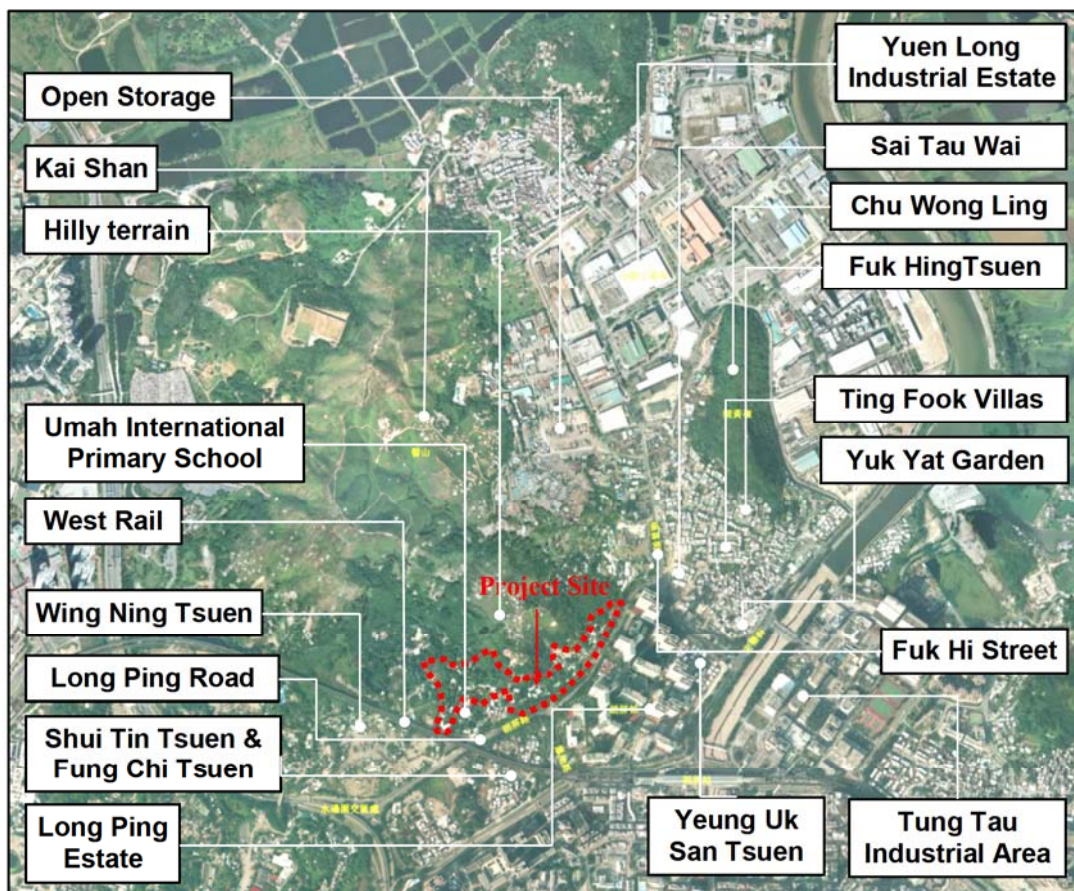 Open Storage
Kai Shan
Hilly terrain
Umah International
Primary School
West Rail
Wing Ning Tsuen
Long Ping Road
Shui Tin Tsuen &
Fung Chi Tsuen
Long Ping
Estate
Yuen Long
Industrial Estate
Sai Tau Wai
Chu Wong Ling
Fuk HingTsuen
Ting Fook Villas
Yuk Yat Garden
Fuk Hi Street
Yeung Uk
San Tsuen
Tung Tau
Industrial Area
Project Site
朗屏路